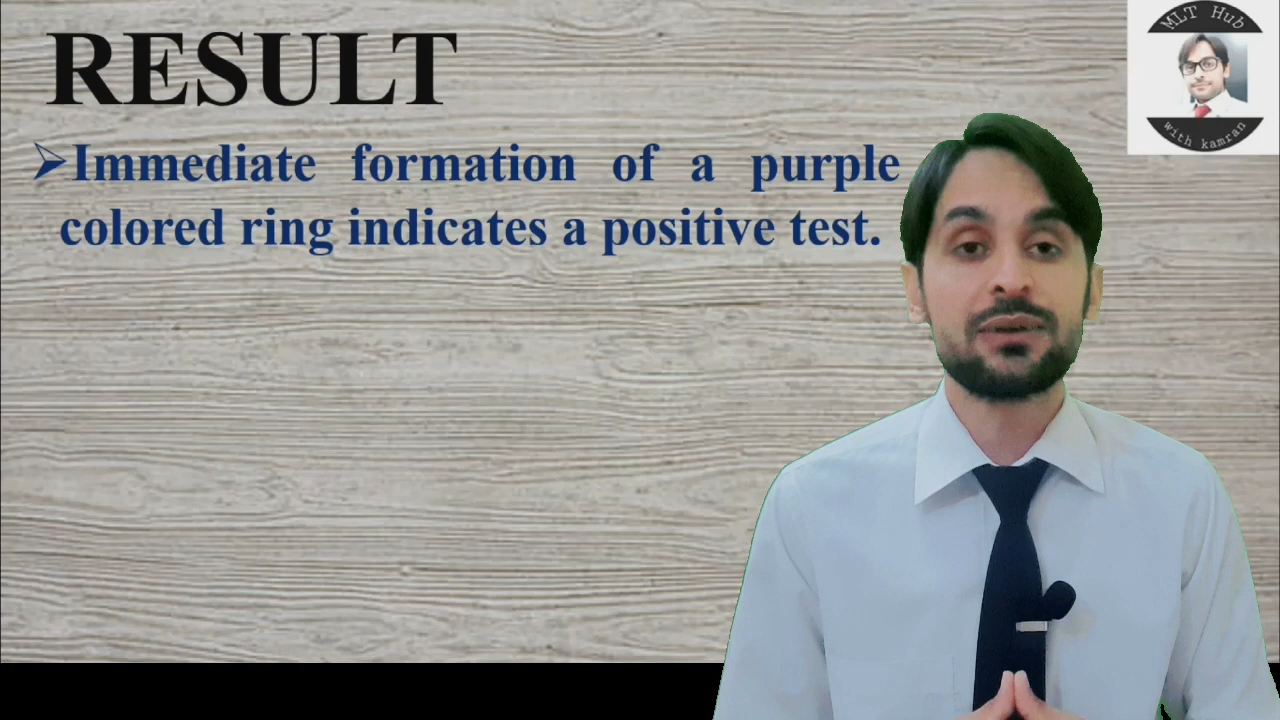 RESULT
➢Immediate formation of a purple
colored ring indicates a positive test.
MLT Hub
with kamran